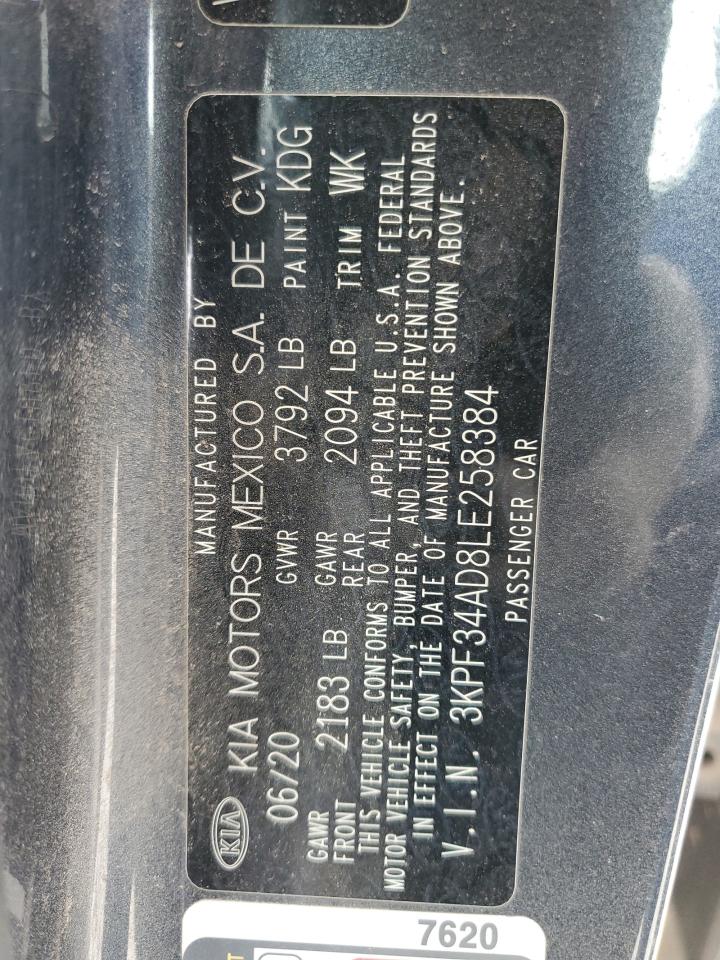 MANUFACTURED BY
KIA KIA MOTORS MEXICO S.A. DE C.V.
06/20 GVWR 3792 LB PAINT KDG
GAWR FRONT 2183 LB GAWR REAR 2094 LB TRIM WK
THIS VEHICLE CONFORMS TO ALL APPLICABLE U.S.A. FEDERAL
MOTOR VEHICLE SAFETY, BUMPER, AND THEFT PREVENTION STANDARDS
IN EFFECT ON THE DATE OF MANUFACTURE SHOWN ABOVE.
V.I.N. 3KPF34AD8LE258384
PASSENGER CAR
7620